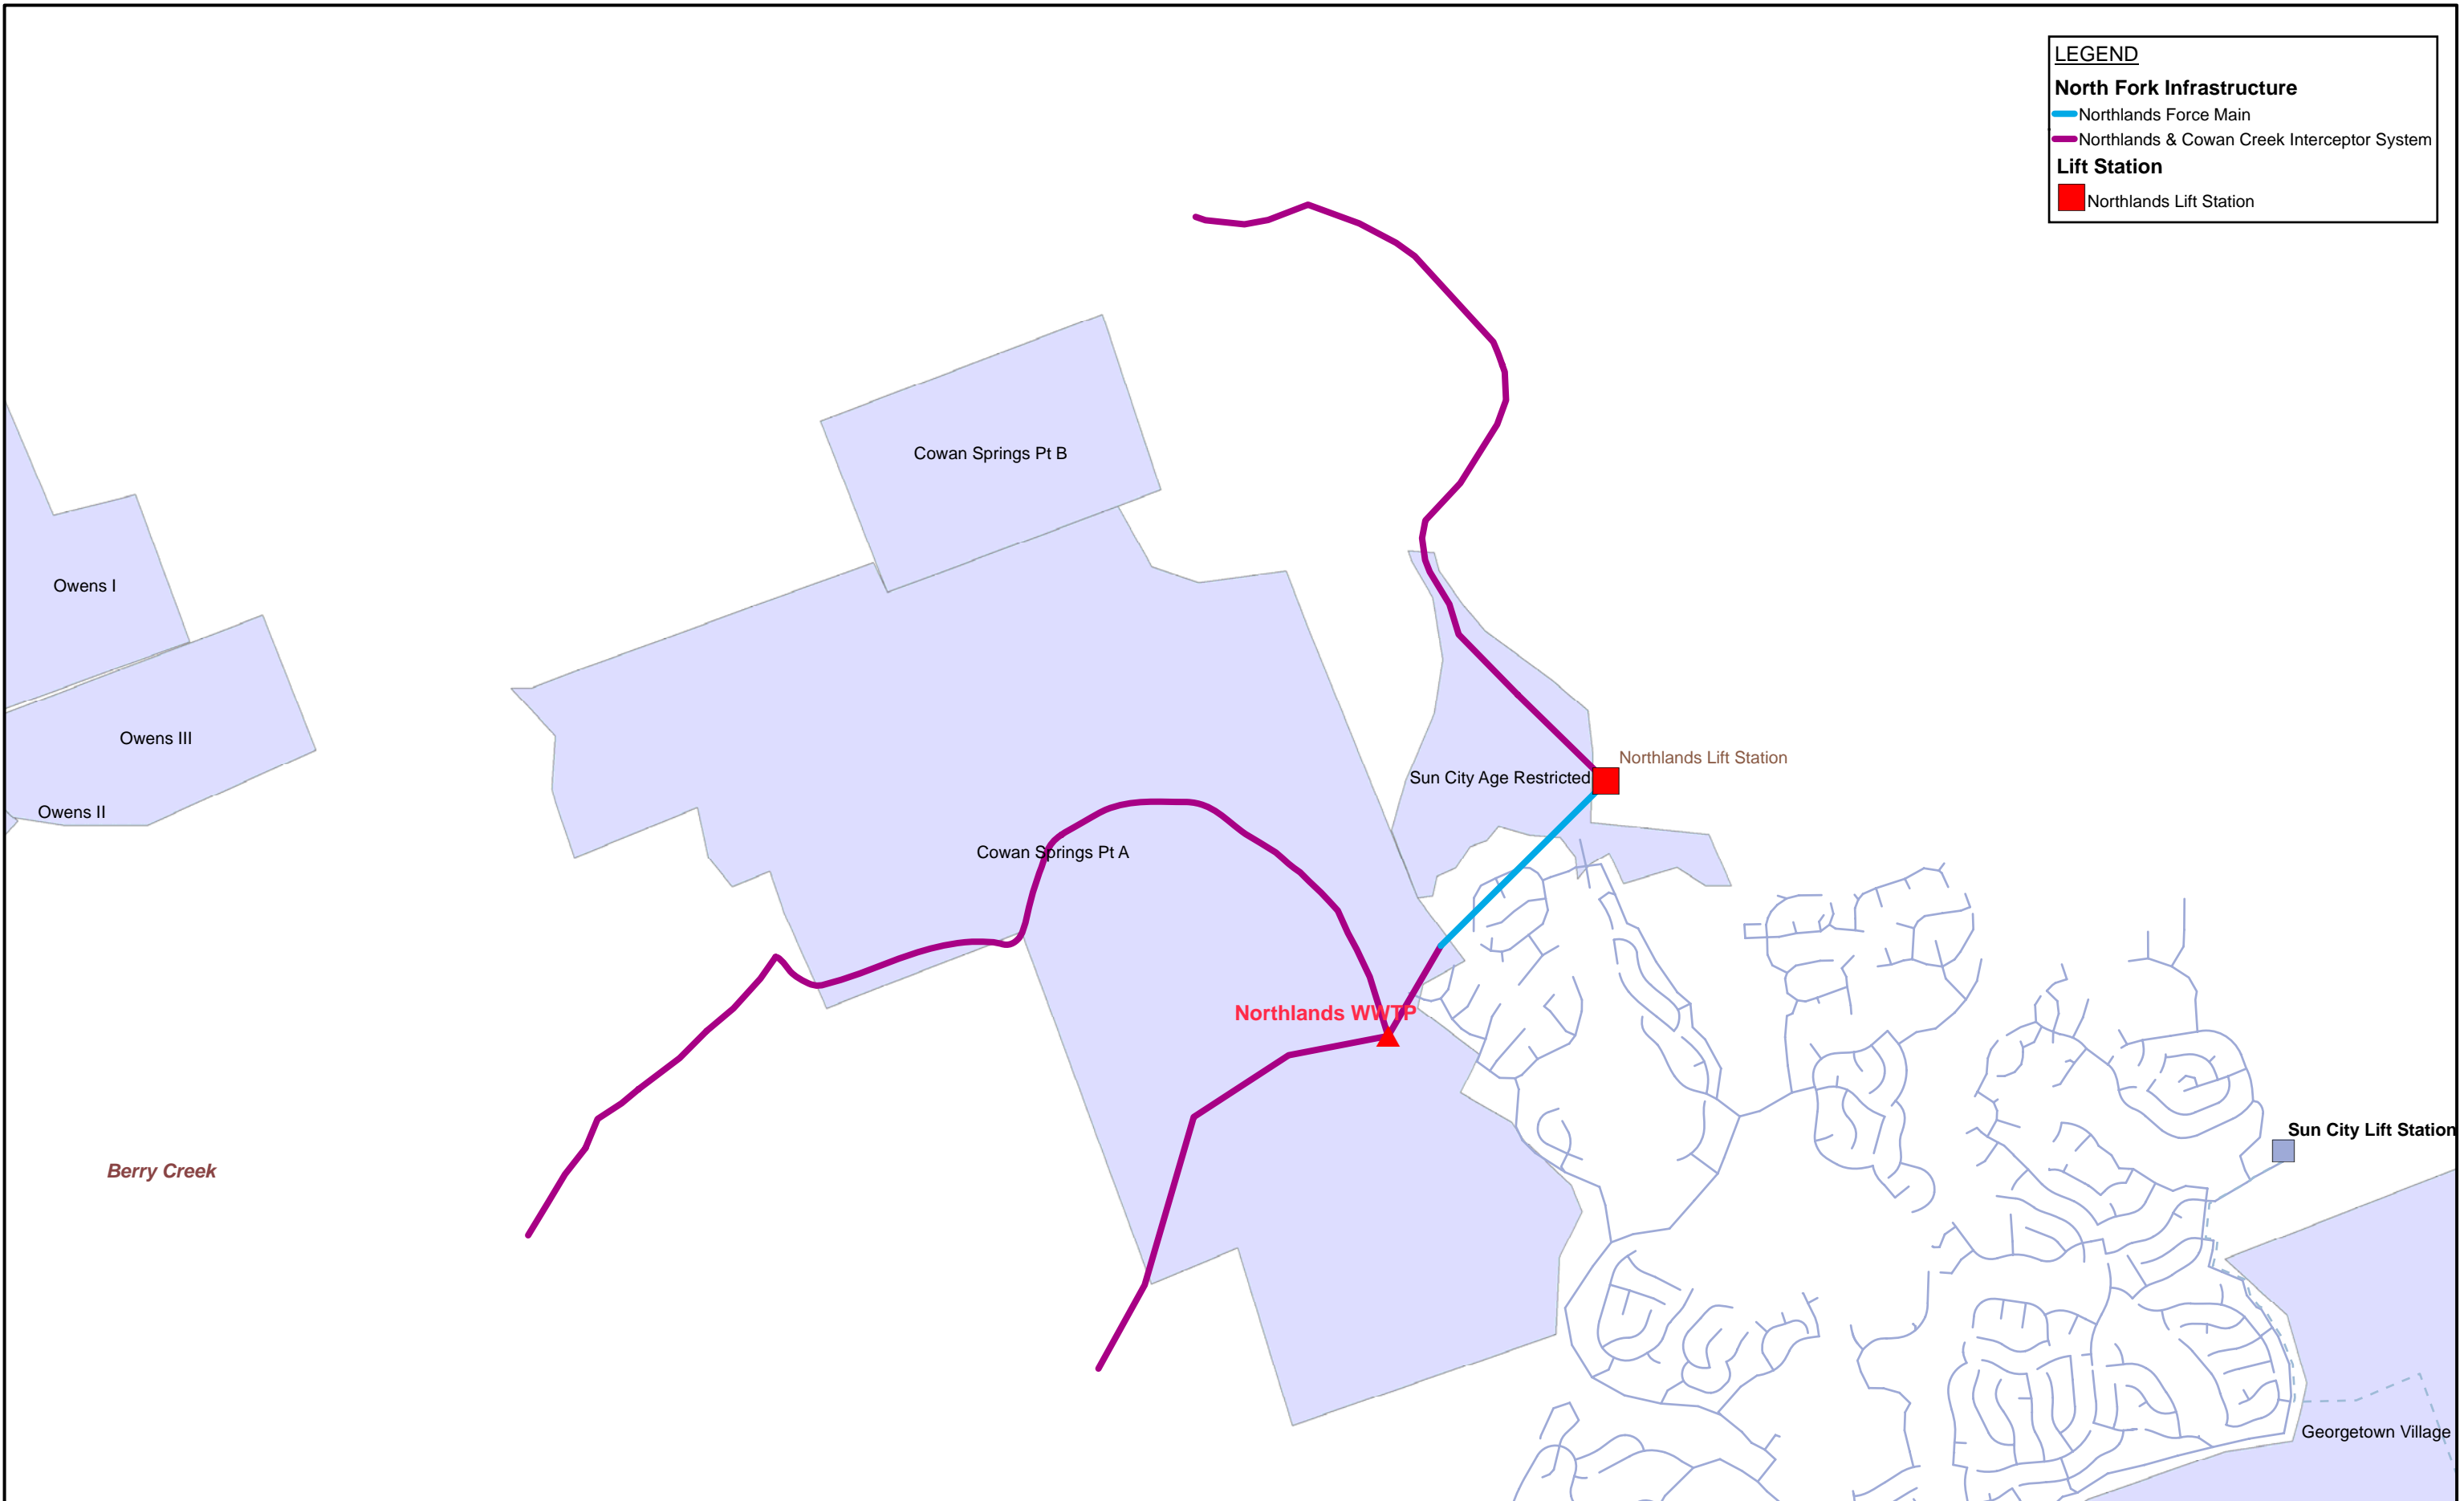 LEGEND
North Fork Infrastructure
Northlands Force Main
Northlands & Cowan Creek Interceptor System
Lift Station
Northlands Lift Station
Cowan Springs Pt B
Owens I
Owens III
Northlands Lift Station
Sun City Age Restricted
Owens II
Cowan Springs Pt A
Northlands WWTP
Sun City Lift Station
Berry Creek
Georgetown Village